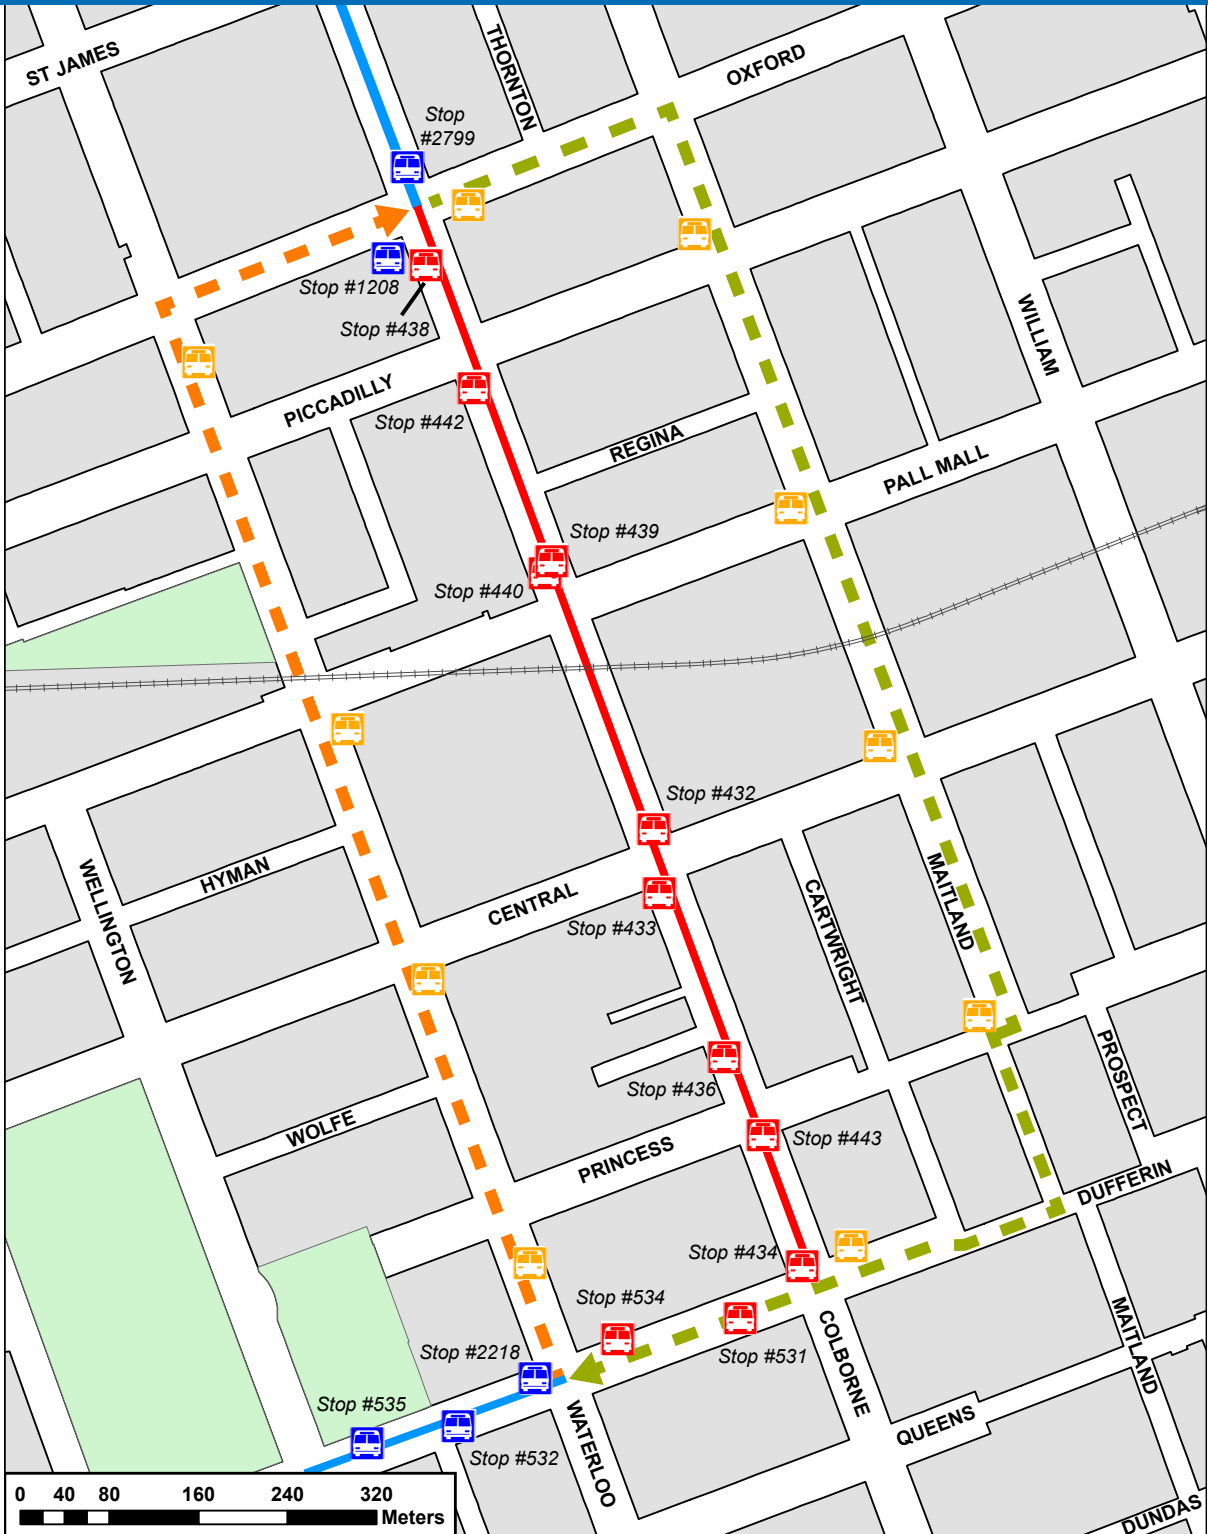 ST JAMES
THORNTON
OXFORD
Stop
#2799
Stop #1208
Stop #438
WILLIAM
PICCADILLY
Stop #442
REGINA
PALL MALL
Stop #439
Stop #440
Stop #432
WELLINGTON
HYMAN
CENTRAL
Stop #433
CARTWRIGHT
MAITLAND
Stop #436
PROSPECT
WOLFE
PRINCESS
Stop #443
DUFFERIN
Stop #434
Stop #534
COLBORNE
MAITLAND
Stop #2218
Stop #531
Stop #535
WATERLOO
QUEENS
Stop #532
0 40 80 160 240 320
Meters
DUNDAS